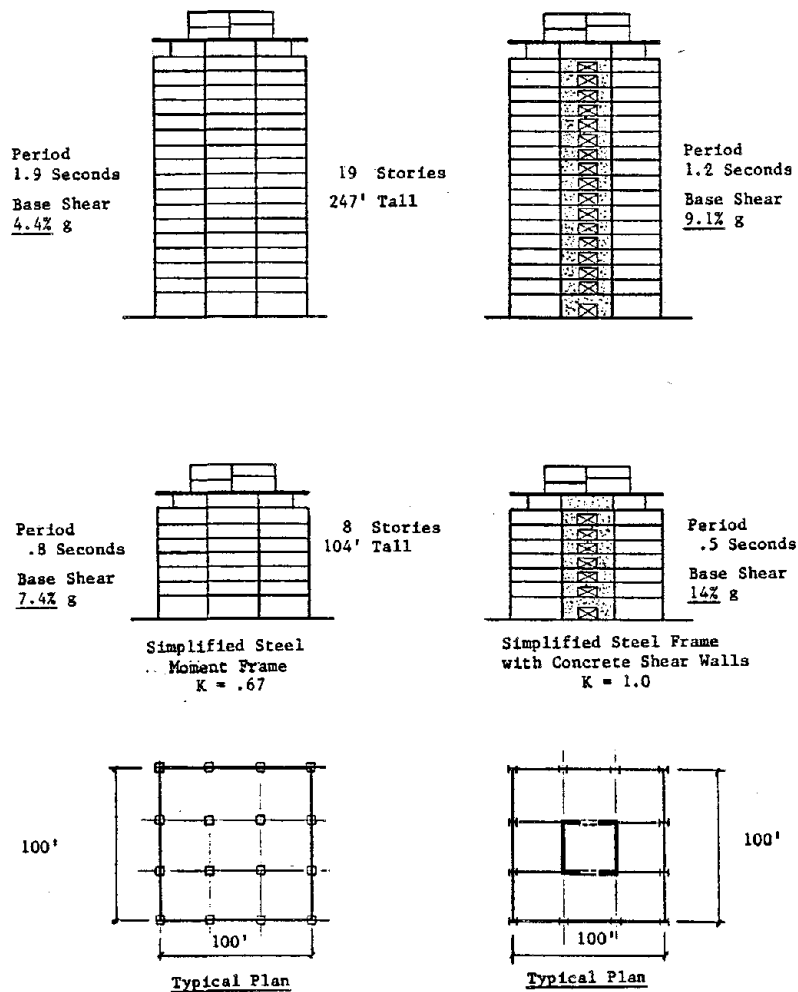 Period
1.9 Seconds
Base Shear
4.4% g
19 Stories
247' Tall
Period
1.2 Seconds
Base Shear
9.1% g
Period
.8 Seconds
Base Shear
7.4% g
8 Stories
104' Tall
Period
.5 Seconds
Base Shear
14% g
Simplified Steel
Moment Frame
K = .67
Simplified Steel Frame
with Concrete Shear Walls
K = 1.0
100'
100'
Typical Plan
100'
100'
Typical Plan